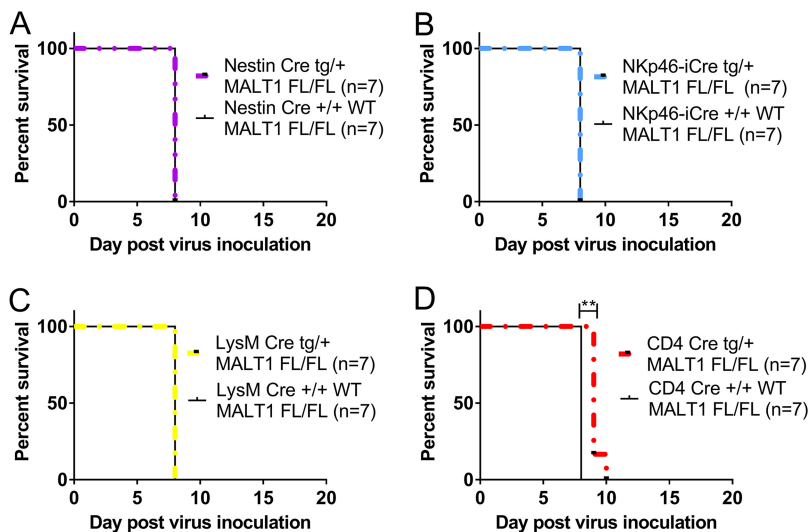 A
Percent survival
100
50
0
0 5 10 15 20
Day post virus inoculation
Nestin Cre tg/+
MALT1 FL/FL (n=7)
Nestin Cre +/+ WT
MALT1 FL/FL (n=7)
B
Percent survival
100
50
0
0 5 10 15 20
Day post virus inoculation
NKp46-iCre tg/+
MALT1 FL/FL (n=7)
NKp46-iCre +/+ WT
MALT1 FL/FL (n=7)
C
Percent survival
100
50
0
0 5 10 15 20
Day post virus inoculation
LysM Cre tg/+
MALT1 FL/FL (n=7)
LysM Cre +/+ WT
MALT1 FL/FL (n=7)
D
**
Percent survival
100
50
0
0 5 10 15 20
Day post virus inoculation
CD4 Cre tg/+
MALT1 FL/FL (n=7)
CD4 Cre +/+ WT
MALT1 FL/FL (n=7)